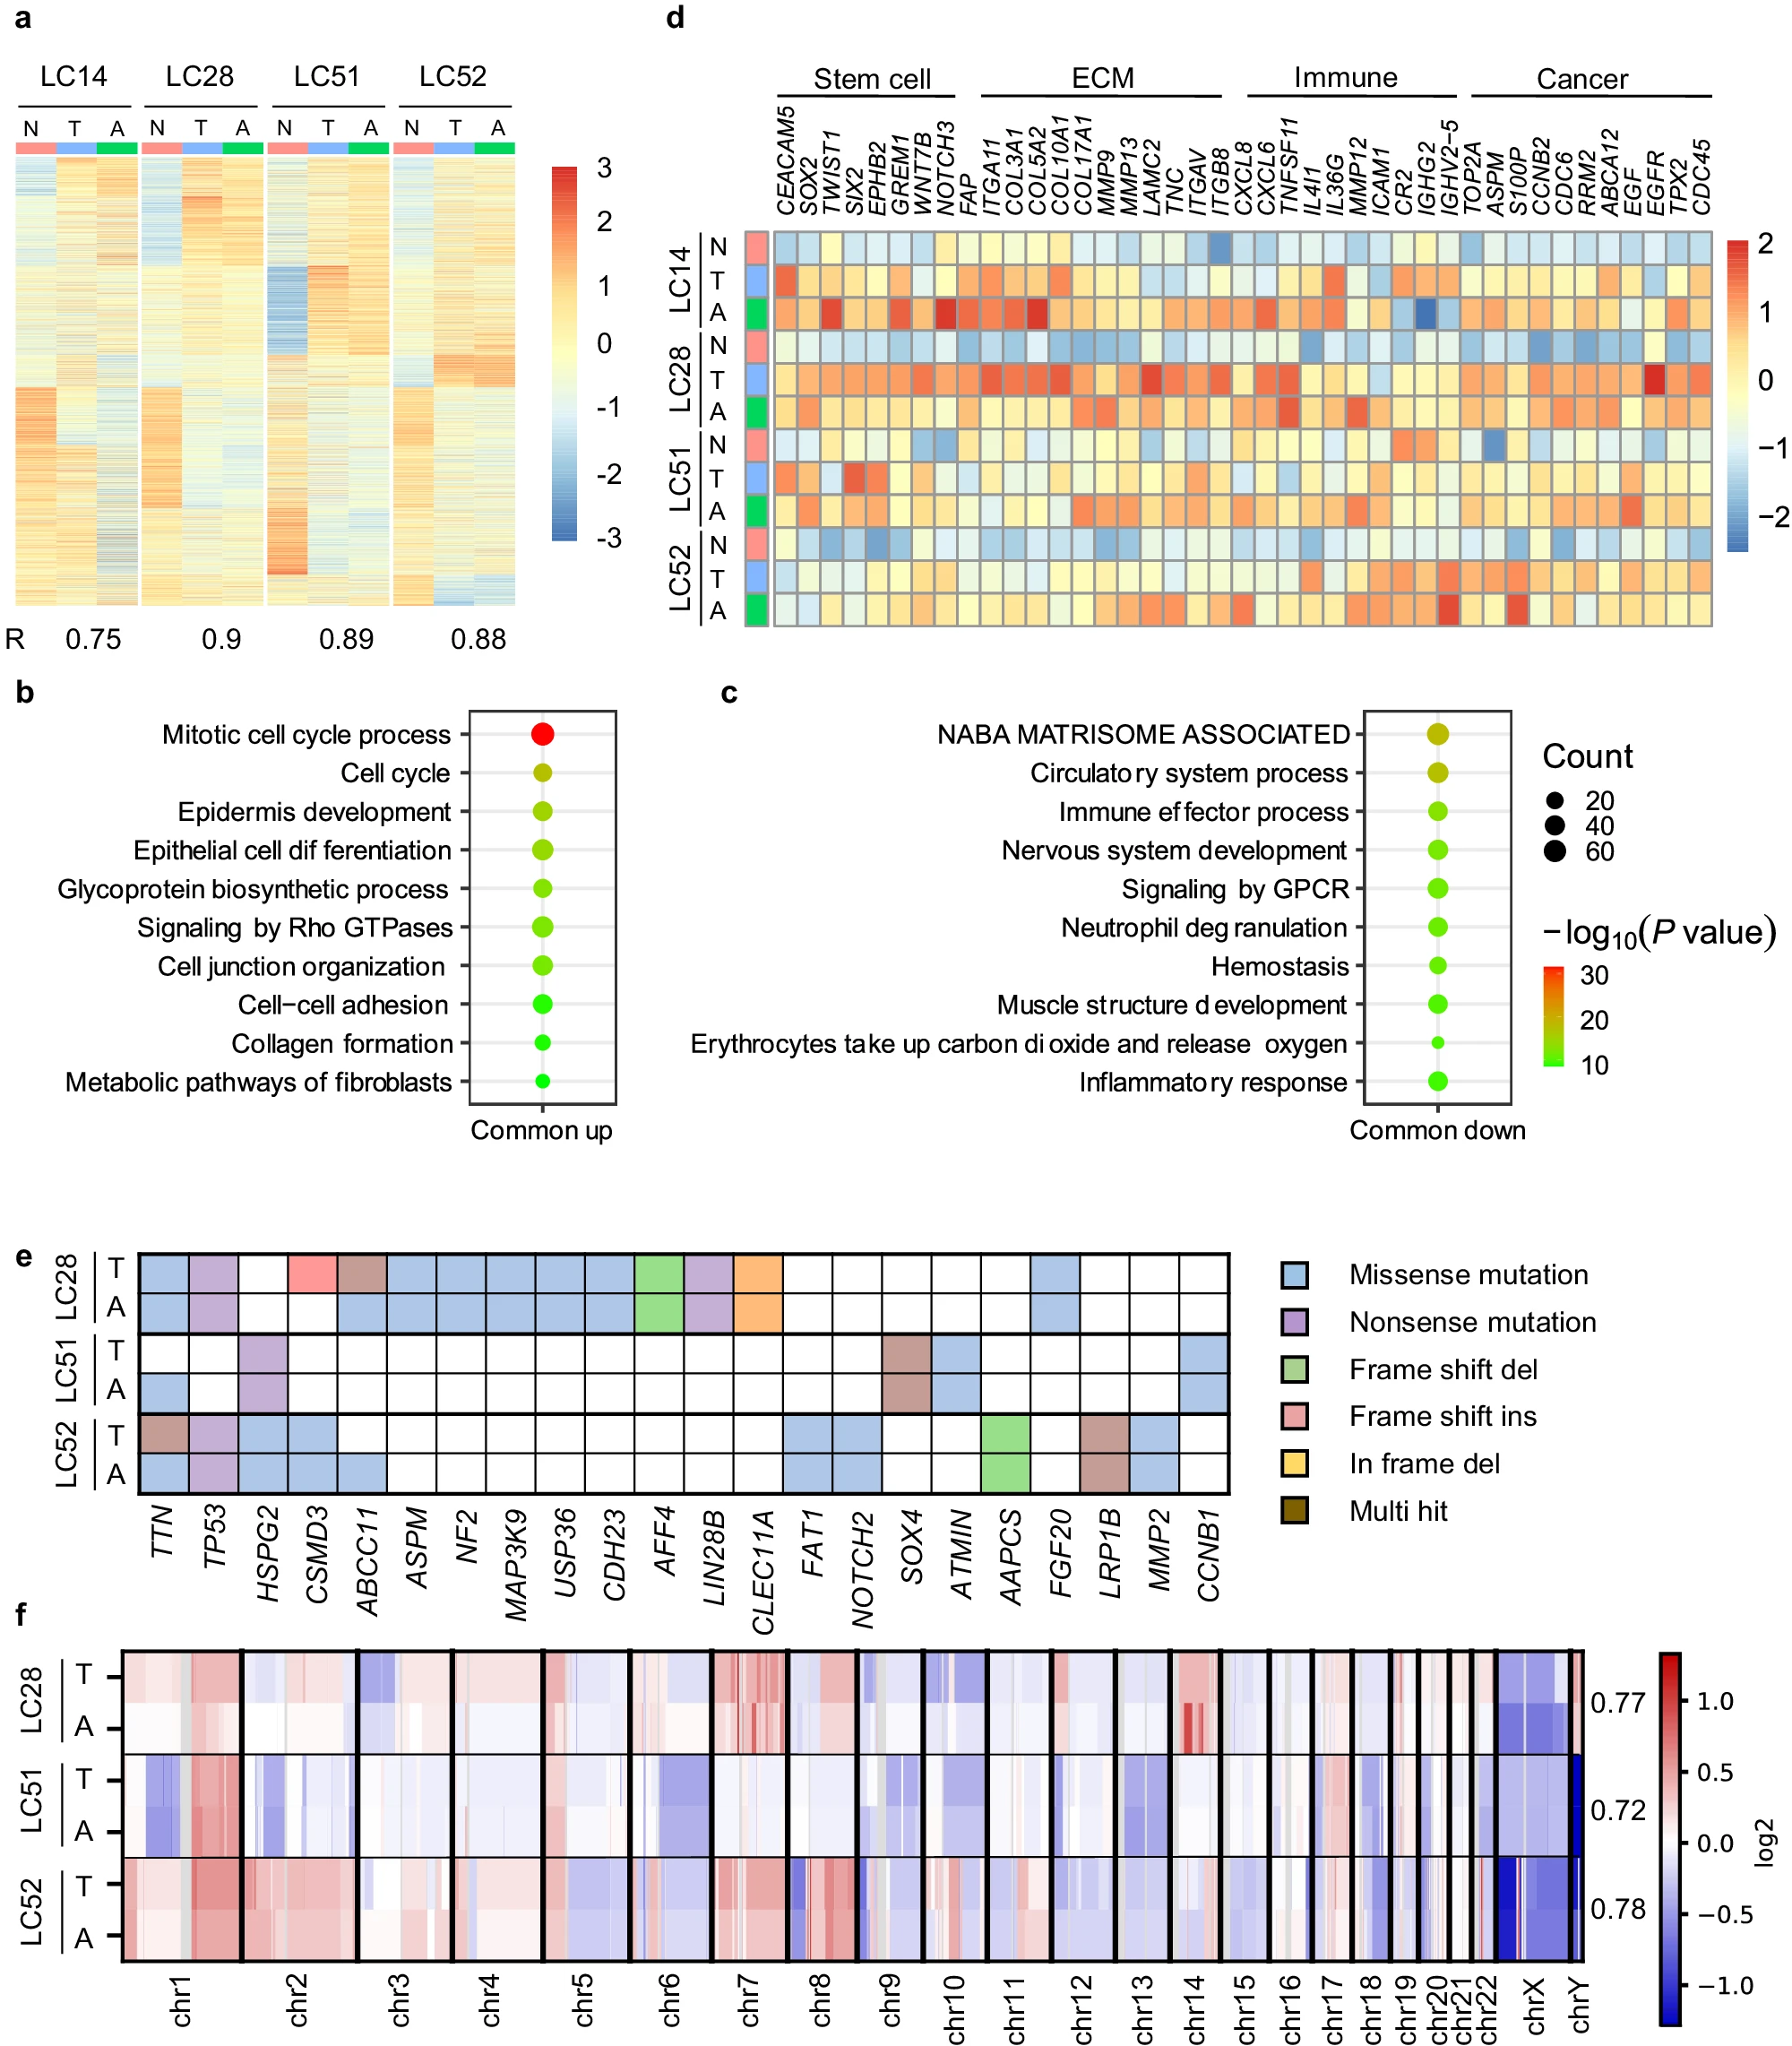 a
LC14 LC28 LC51 LC52
N T A N T A N T A N T A
3
2
1
0
-1
-2
-3
R 0.75 0.9 0.89 0.88
d
Stem cell ECM Immune Cancer
CEACAM5 SOX2 TWIST1 SIX2 EPHB2 GREM1 WNT7B NOTCH3 FAP ITGA11 COL3A1 COL5A2 COL10A1 COL17A1 MMP9 MMP13 LAMC2 TNC ITGAV ITGB8 CXCL8 CXCL6 TNFSF11 IL4I1 IL36G MMP12 ICAM1 CR2 IGHG2 IGHV2-5 TOP2A ASPM S100P CCNB2 CDC6 RRM2 ABCA12 EGF EGFR TPX2 CDC45
LC14 N T A
LC28 N T A
LC51 N T A
LC52 N T A
2
1
0
−1
−2
b
Mitotic cell cycle process
Cell cycle
Epidermis development
Epithelial cell dif ferentiation
Glycoprotein biosynthetic process
Signaling by Rho GTPases
Cell junction organization
Cell−cell adhesion
Collagen formation
Metabolic pathways of fibroblasts
Common up
c
NABA MATRISOME ASSOCIATED
Circulatory system process
Immune ef fector process
Nervous system development
Signaling by GPCR
Neutrophil deg ranulation
Hemostasis
Muscle structure d evelopment
Erythrocytes take up carbon di oxide and release oxygen
Inflammatory response
Common down
Count
20
40
60
−log10(P value)
30
20
10
e
LC28 T A
LC51 T A
LC52 T A
TTN TP53 HSPG2 CSMD3 ABCC11 ASPM NF2 MAP3K9 USP36 CDH23 AFF4 LIN28B CLEC11A FAT1 NOTCH2 SOX4 ATMIN AAPCS FGF20 LRP1B MMP2 CCNB1
Missense mutation
Nonsense mutation
Frame shift del
Frame shift ins
In frame del
Multi hit
f
LC28 T A 0.77
LC51 T A 0.72
LC52 T A 0.78
chr1 chr2 chr3 chr4 chr5 chr6 chr7 chr8 chr9 chr10 chr11 chr12 chr13 chr14 chr15 chr16 chr17 chr18 chr19 chr20 chr21 chr22 chrX chrY
1.0
0.5
0.0
−0.5
−1.0
log2